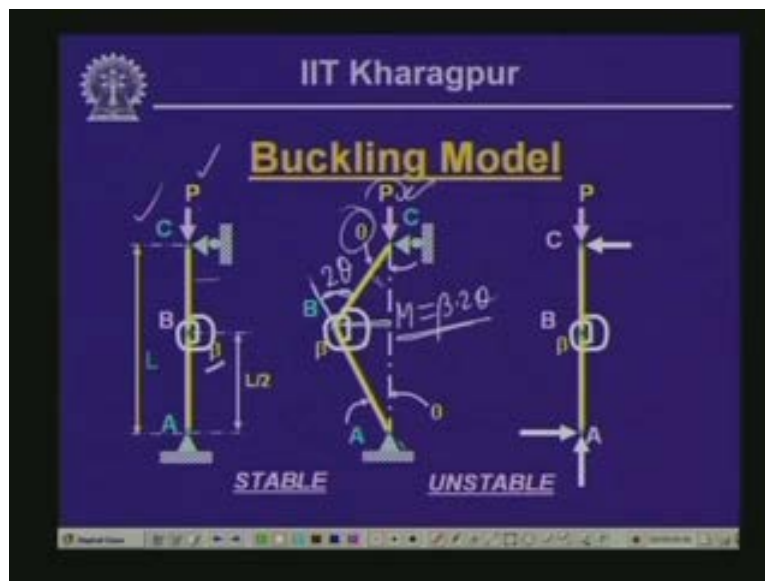 IIT Kharagpur
Buckling Model
P P P
C θ C C
2θ
B B M = β·2θ B
β β β
L L/2
A A θ A
STABLE UNSTABLE